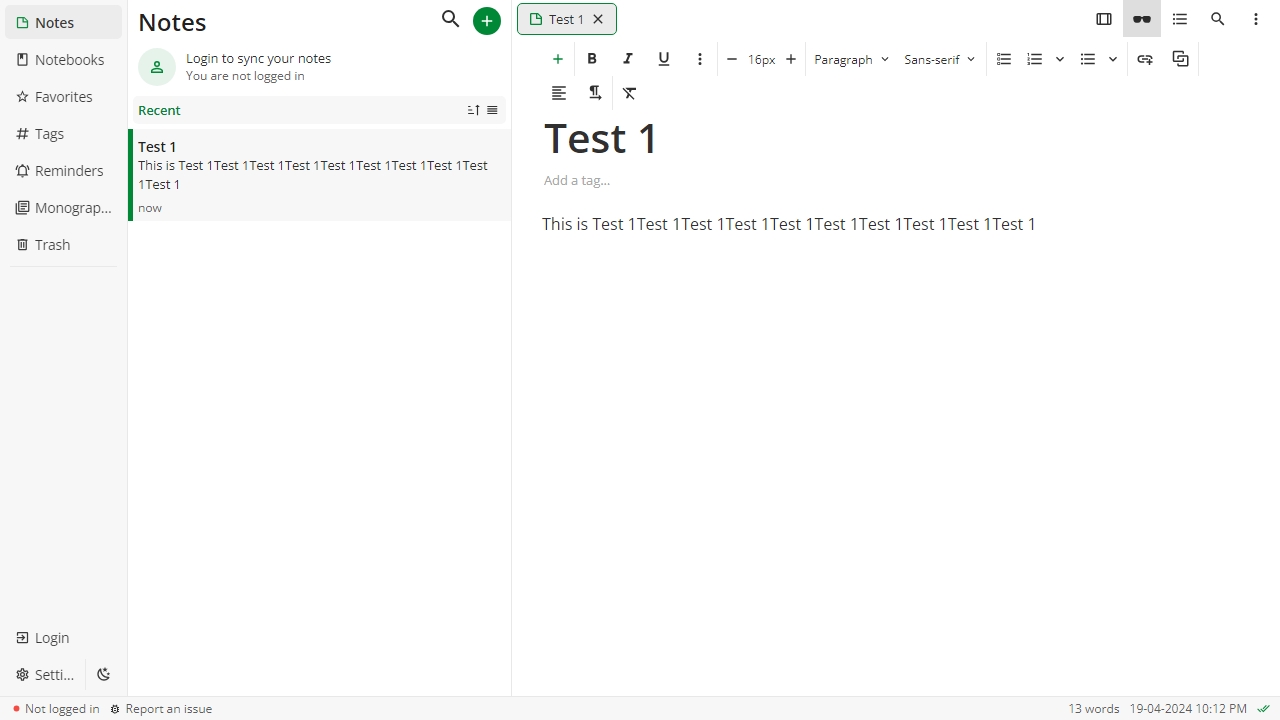 Notes
Notebooks
Favorites
Tags
Reminders
Monograp...
Trash
Login
Setti...
Notes
Login to sync your notes
You are not logged in
Recent
Test 1
This is Test 1Test 1Test 1Test 1Test 1Test 1Test 1Test 1Test
1Test 1
now
Test 1
16px
Paragraph
Sans-serif
Test 1
Add a tag...
This is Test 1Test 1Test 1Test 1Test 1Test 1Test 1Test 1Test 1Test 1
Not logged in
Report an issue
13 words
19-04-2024 10:12 PM